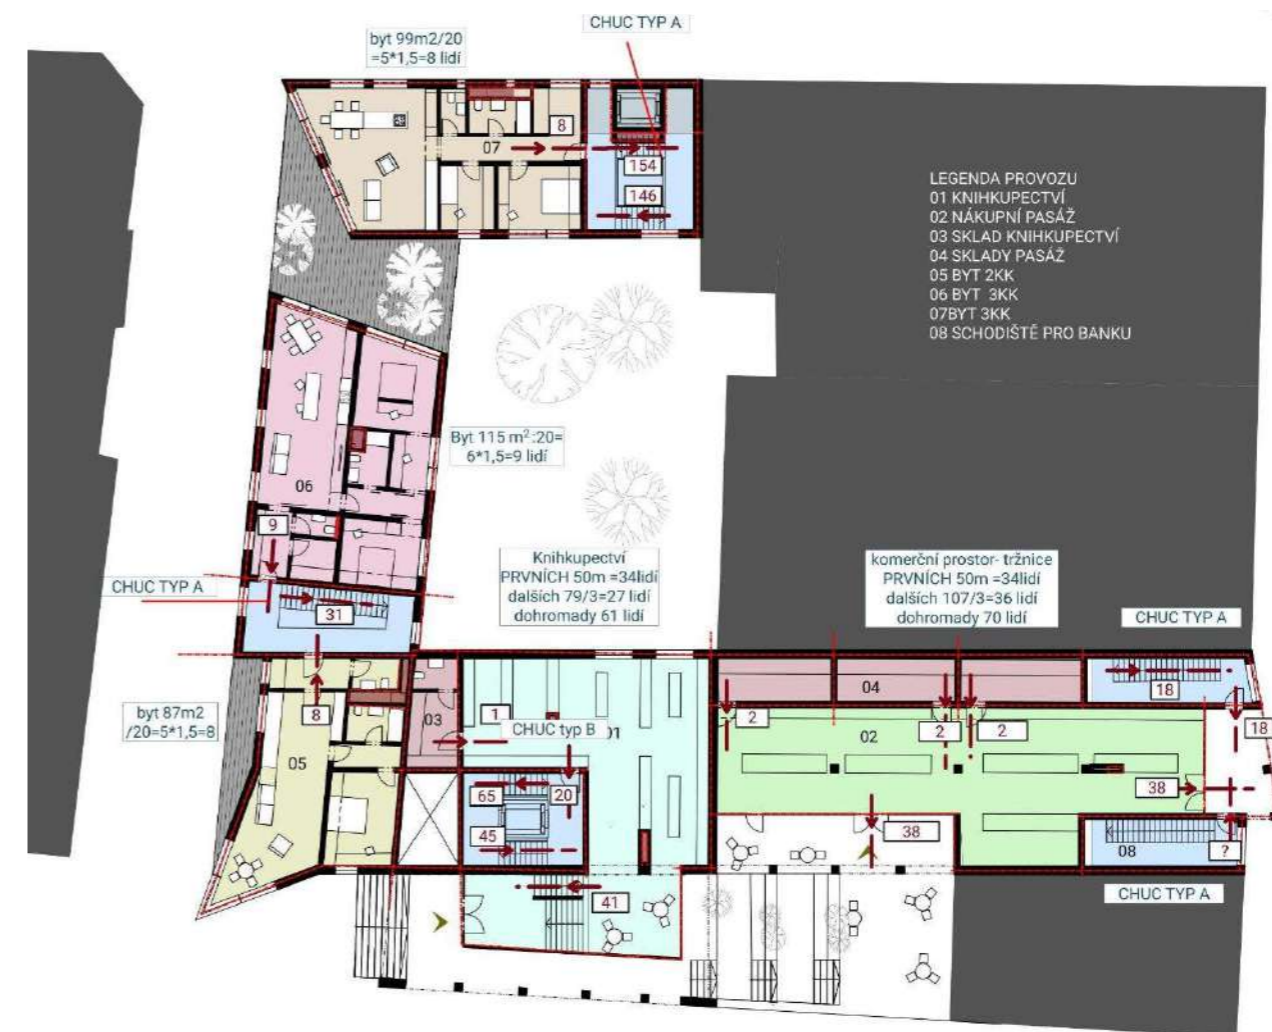 CHUC TYP A
byt 99m2/20
=5*1,5=8 lidí
8
07
154
146
LEGENDA PROVOZU
01 KNIHKUPECTVÍ
02 NÁKUPNÍ PASÁŽ
03 SKLAD KNIHKUPECTVÍ
04 SKLADY PASÁŽ
05 BYT 2KK
06 BYT 3KK
07BYT 3KK
08 SCHODIŠTĚ PRO BANKU
Byt 115 m²:20=
6*1,5=9 lidí
06
9
CHUC TYP A
31
Knihkupectví
PRVNÍCH 50m =34lidí
dalších 79/3=27 lidí
dohromady 61 lidí
komerční prostor- tržnice
PRVNÍCH 50m =34lidí
dalších 107/3=36 lidí
dohromady 70 lidí
CHUC TYP A
byt 87m2
/20=5*1,5=8
8
05
03
1
CHUC typ B
01
65
20
45
41
04
18
2
02
2
2
18
38
38
08
?
CHUC TYP A